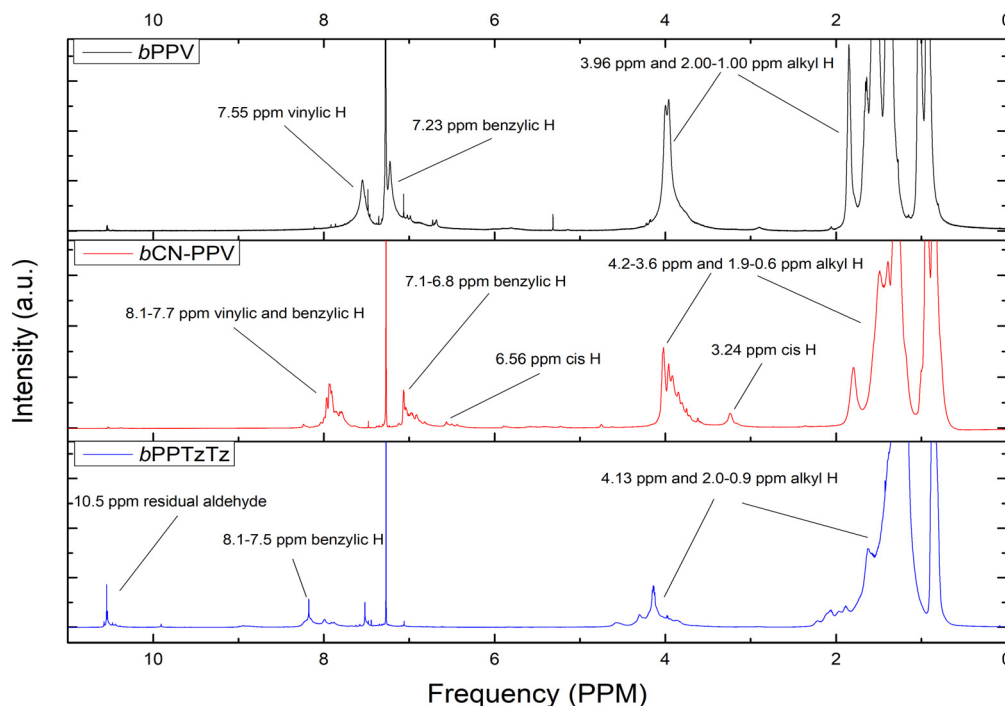 10 8 6 4 2 0
bPPV
3.96 ppm and 2.00-1.00 ppm alkyl H
7.55 ppm vinylic H
7.23 ppm benzylic H
bCN-PPV
4.2-3.6 ppm and 1.9-0.6 ppm alkyl H
7.1-6.8 ppm benzylic H
8.1-7.7 ppm vinylic and benzylic H
6.56 ppm cis H
3.24 ppm cis H
bPPTzTz
4.13 ppm and 2.0-0.9 ppm alkyl H
10.5 ppm residual aldehyde
8.1-7.5 ppm benzylic H
10 8 6 4 2 0
Frequency (PPM)
Intensity (a.u.)